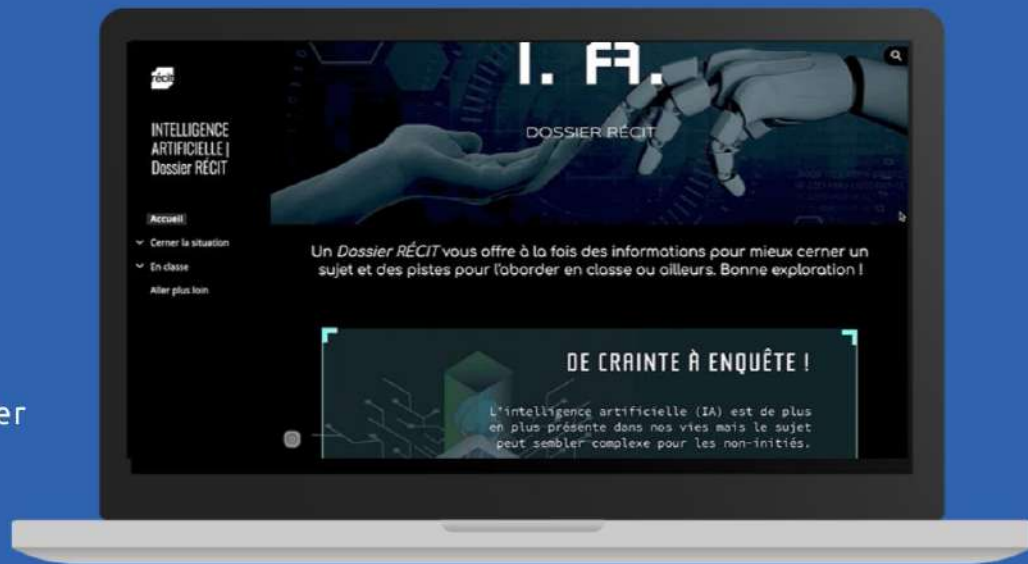 récit
INTELLIGENCE
ARTIFICIELLE |
Dossier RÉCIT
Accueil
Cerner la situation
En classe
Aller plus loin
I. A.
DOSSIER RÉCIT
Un Dossier RÉCIT vous offre à la fois des informations pour mieux cerner un
sujet et des pistes pour l'aborder en classe ou ailleurs. Bonne exploration !
DE CRAINTE À ENQUÊTE !
L'intelligence artificielle (IA) est de plus
en plus présente dans nos vies mais le sujet
peut sembler complexe pour les non-initiés.
er